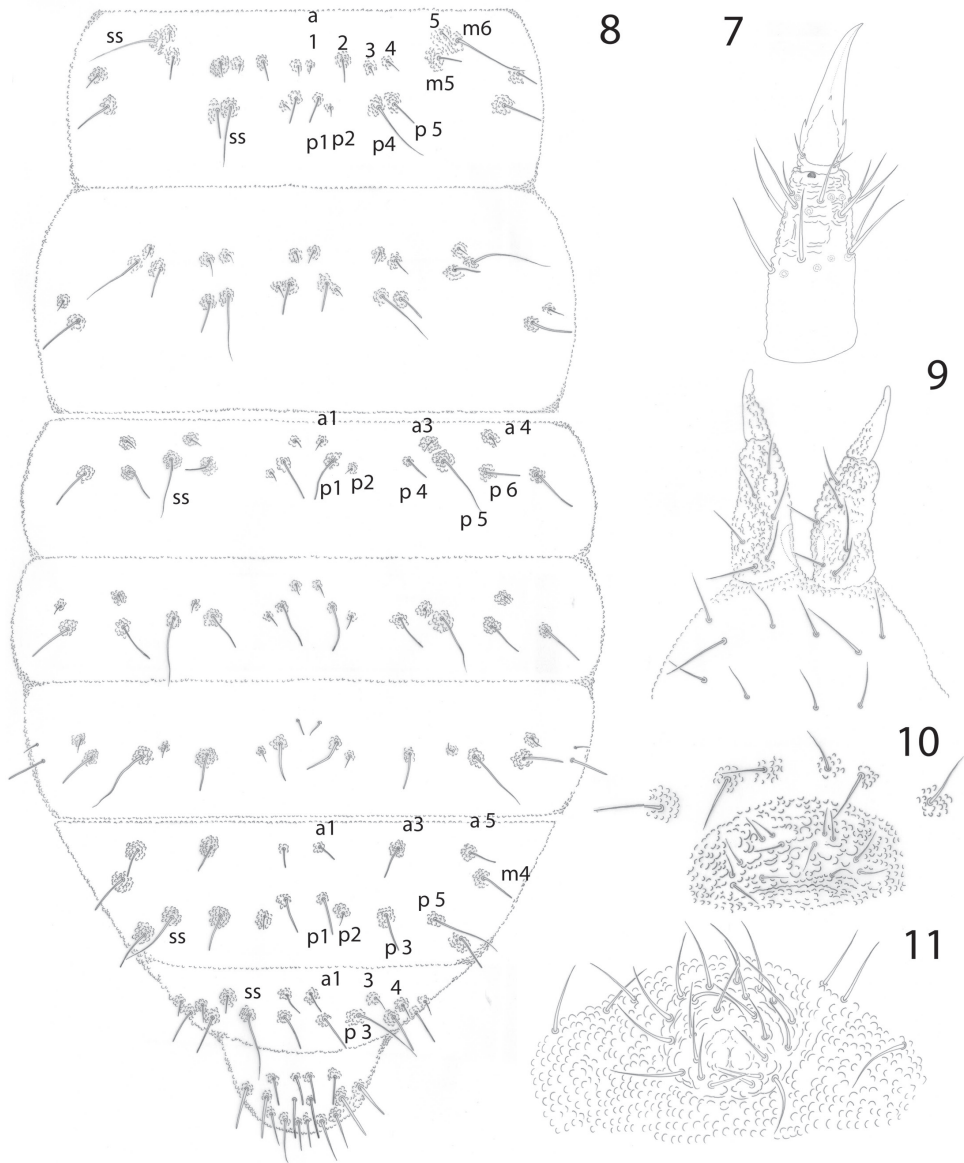 a
ss 1 2 3 4 5 m6
m5
ss p1 p2 p4 p 5
8
7
a1 a3 a 4
ss p1 p2 p 4 p 5 p 6
9
10
a1 a3 a 5
m4
ss p1 p2 p 3 p 5
11
ss a1 3 4
p 3